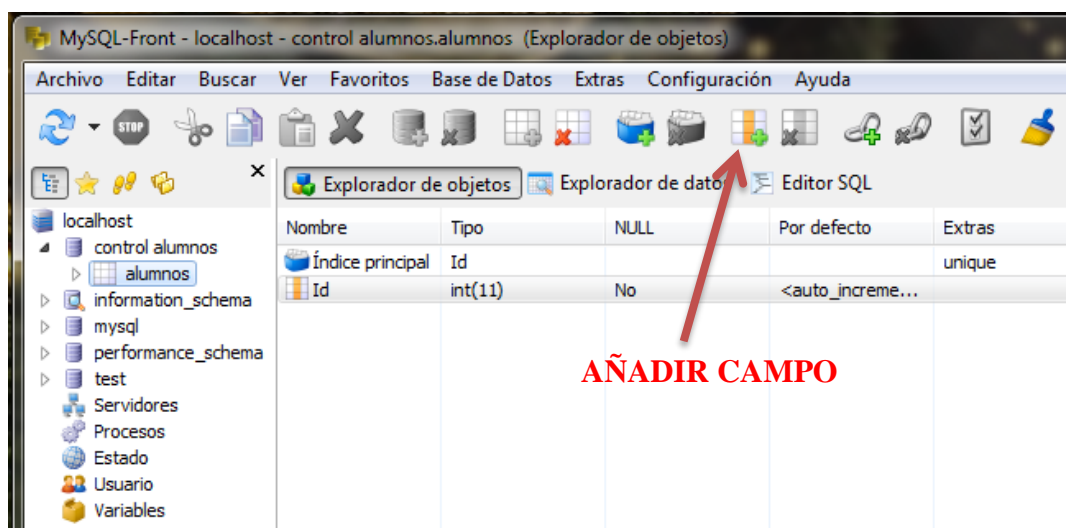 MySQL-Front - localhost - control alumnos.alumnos (Explorador de objetos)
Archivo Editar Buscar Ver Favoritos Base de Datos Extras Configuración Ayuda
STOP
Explorador de objetos Explorador de datos Editor SQL
localhost
control alumnos
alumnos
information_schema
mysql
performance_schema
test
Servidores
Procesos
Estado
Usuario
Variables
Nombre Tipo NULL Por defecto Extras
Índice principal Id unique
Id int(11) No <auto_increme...
AÑADIR CAMPO